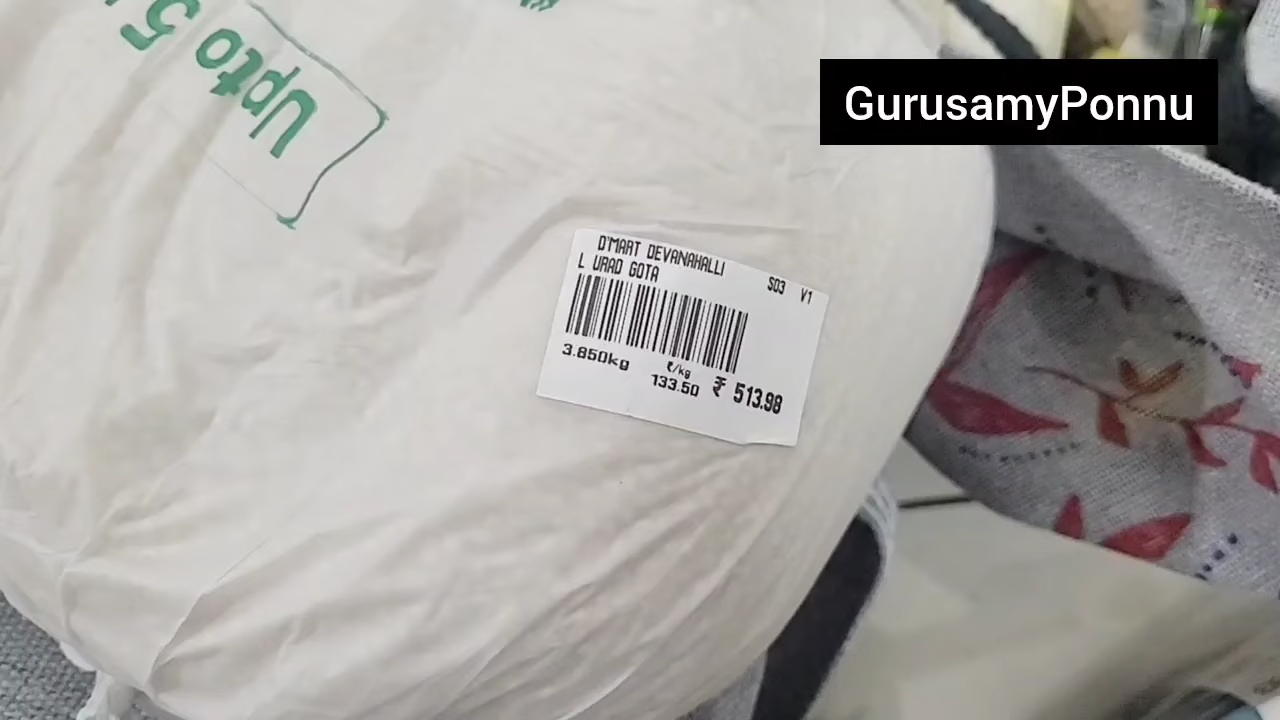 Upto 5
GurusamyPonnu
D'MART DEVANAHALLI
L URAD GOTA
S03 V1
3.850kg
₹/kg
133.50
₹ 513.98